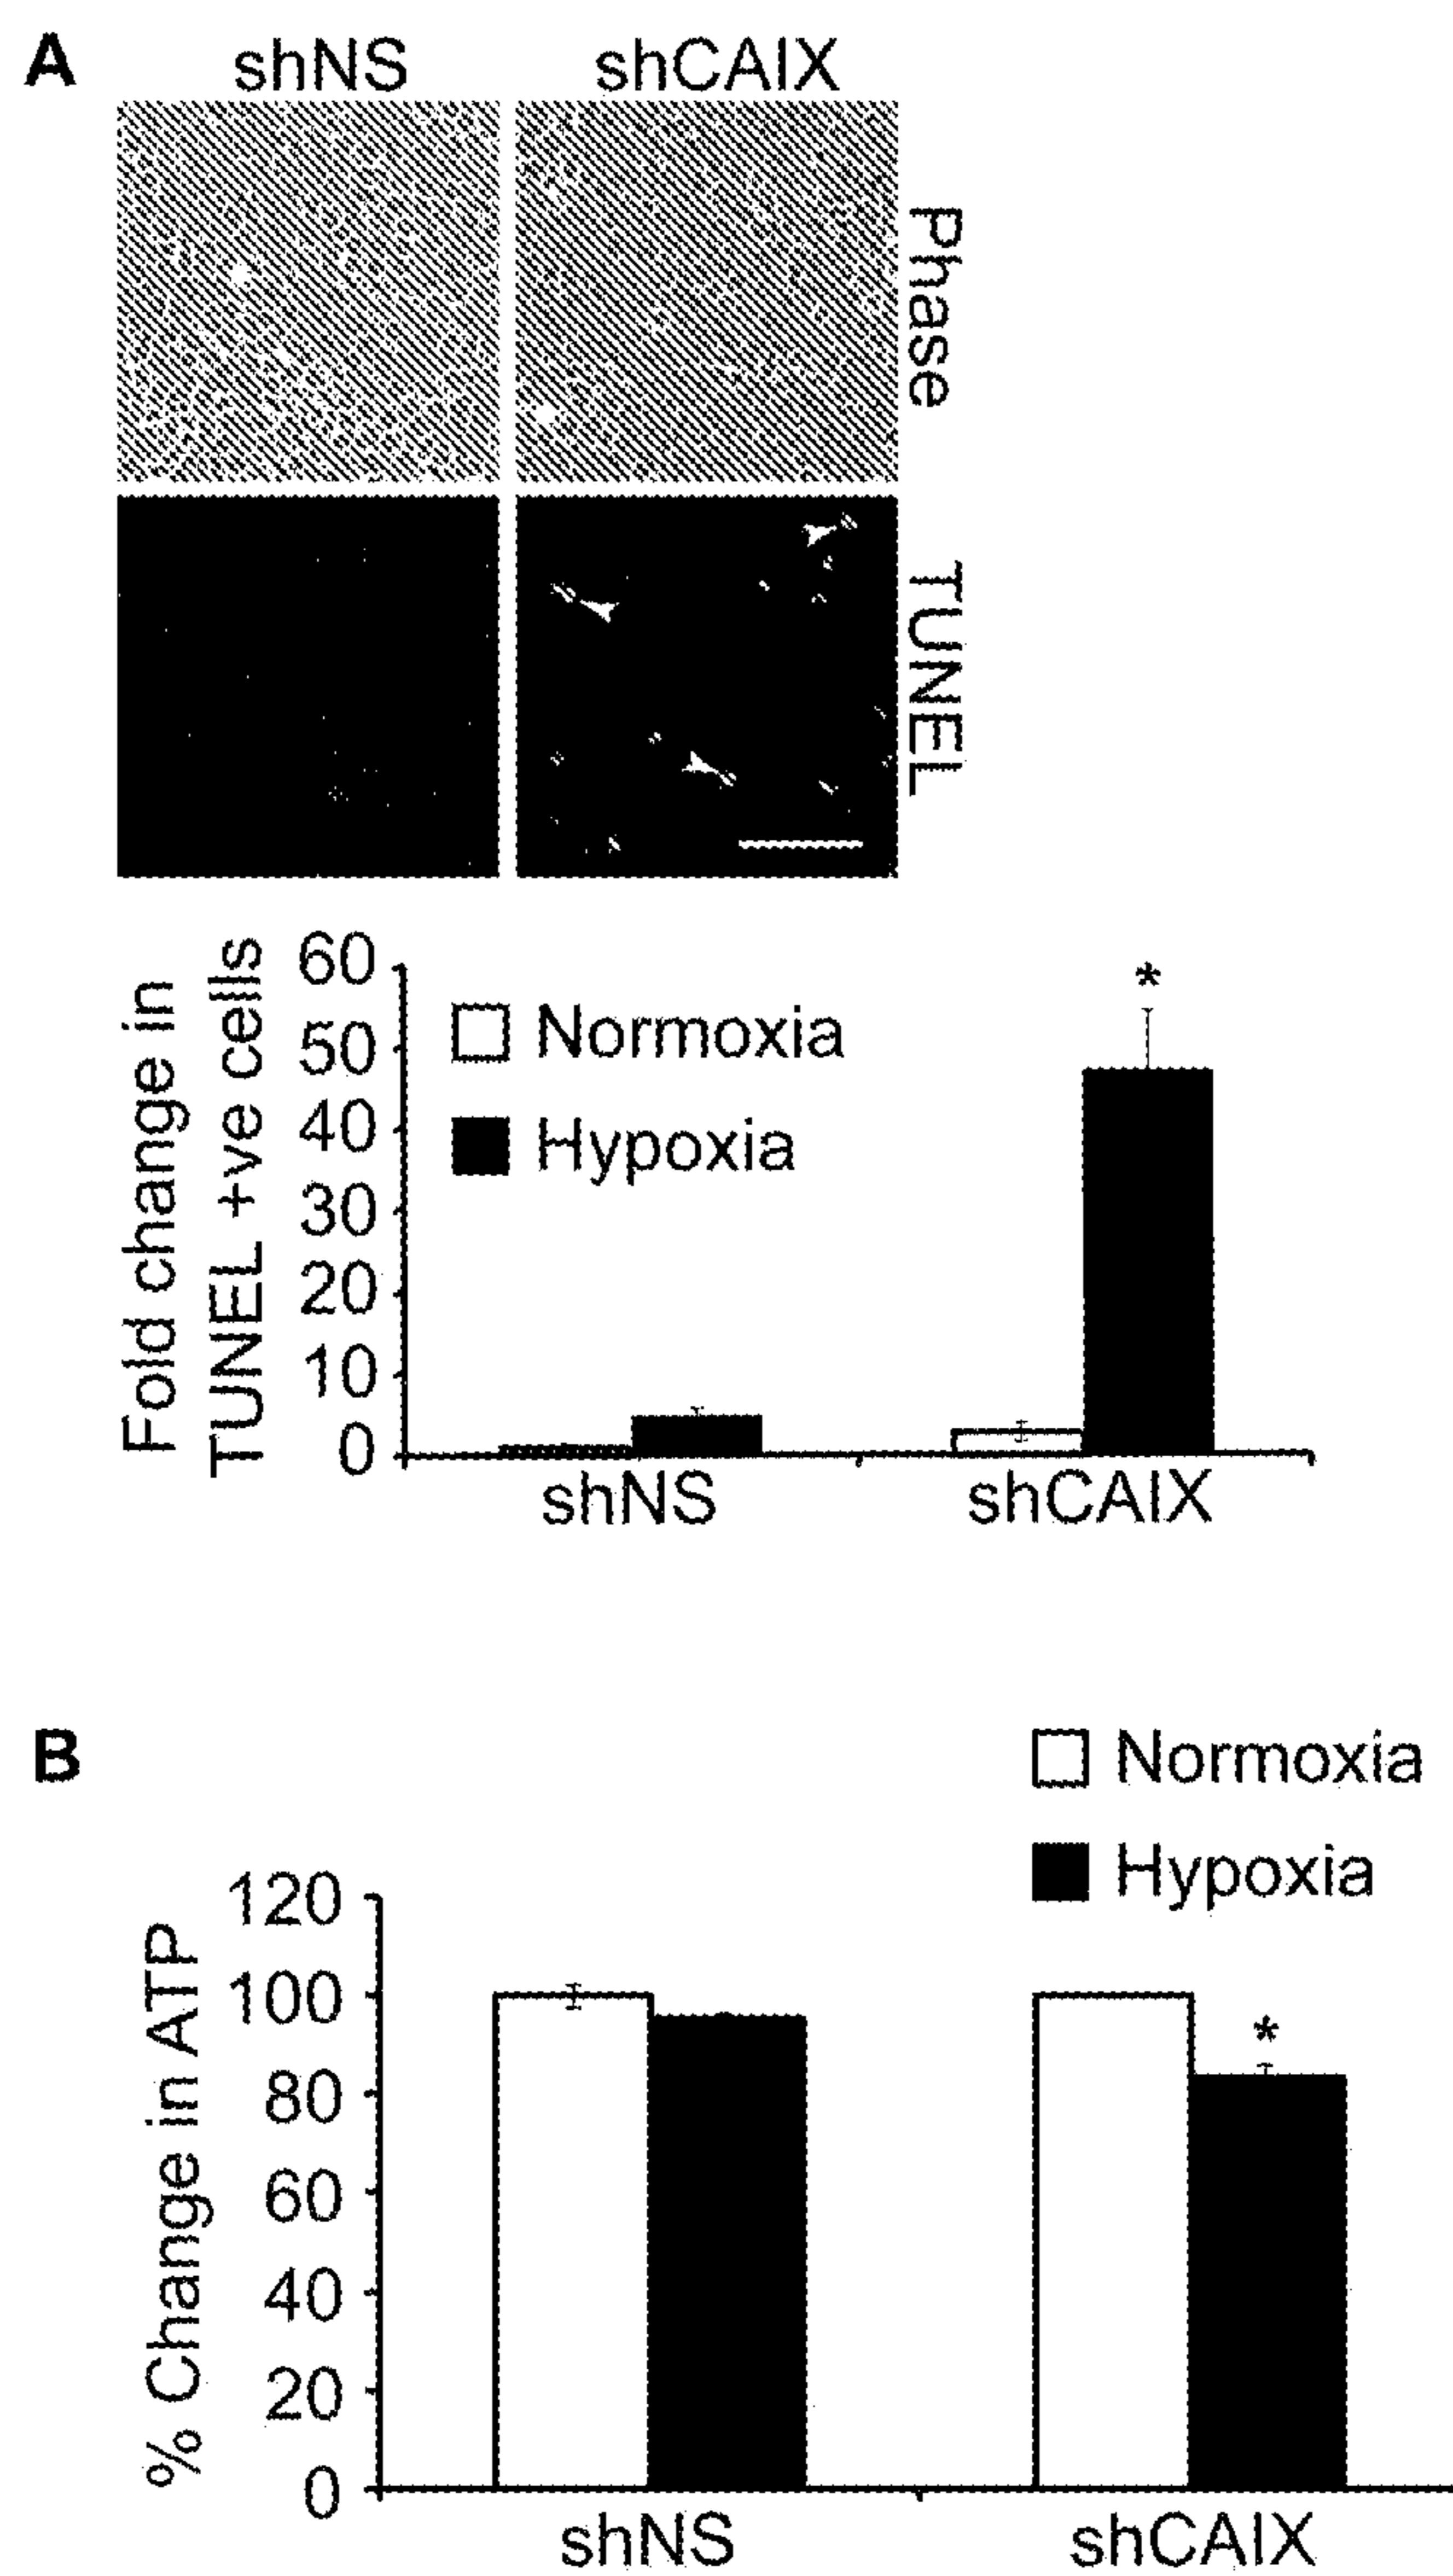 A
shNS shCAIX
Phase
TUNEL
Fold change in
TUNEL +ve cells
60
50
40
30
20
10
0
Normoxia
Hypoxia
*
shNS shCAIX
B
Normoxia
Hypoxia
% Change in ATP
120
100
80
60
40
20
0
*
shNS shCAIX